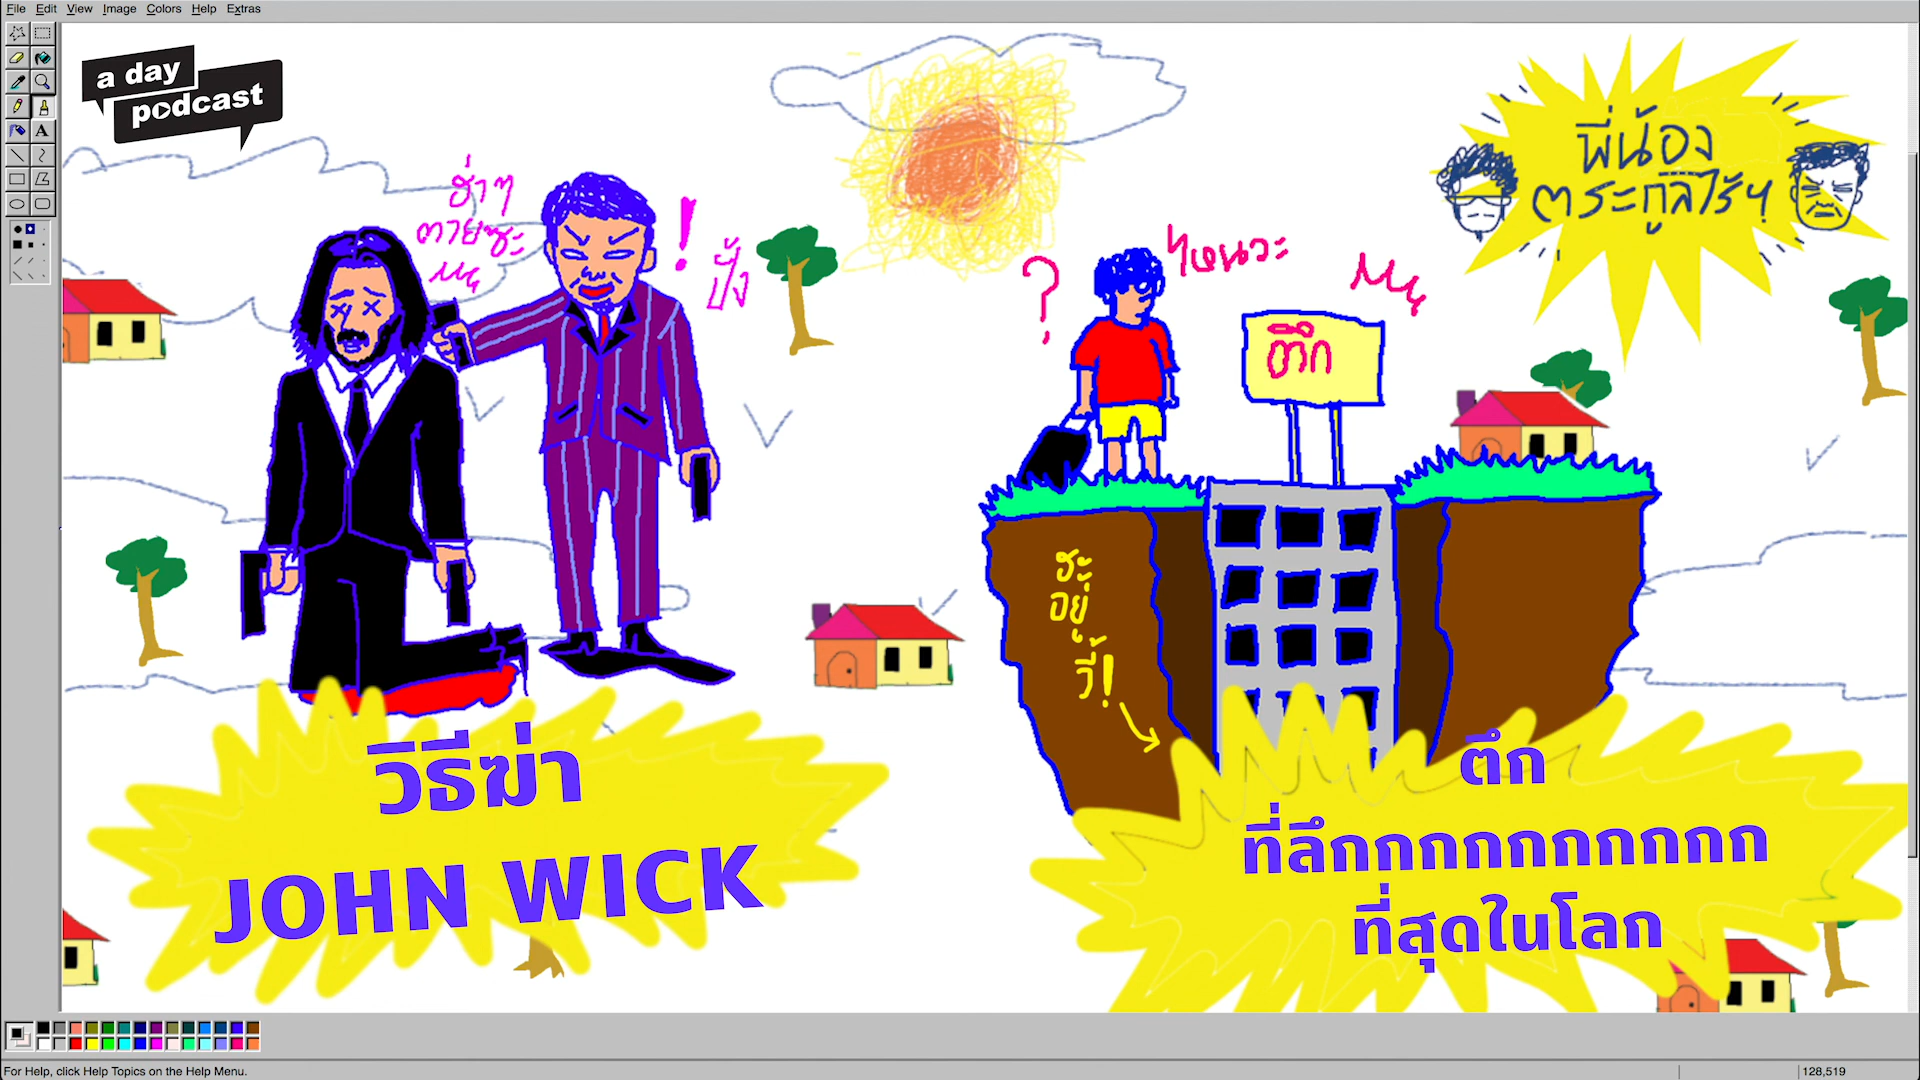 File Edit View Image Colors Help Extras
a day
podcast
พี่น้อง
ตระกูลไร้ฯ
ฮ่าๆ
ตายซะ
!
ปั้ง
?
ไหนวะ
ตึก
ฮะ
อยู่
วี้!
วิธีฆ่า
JOHN WICK
ตึก
ที่ลึกกกกกกกกกกก
ที่สุดในโลก
For Help, click Help Topics on the Help Menu.
128,519